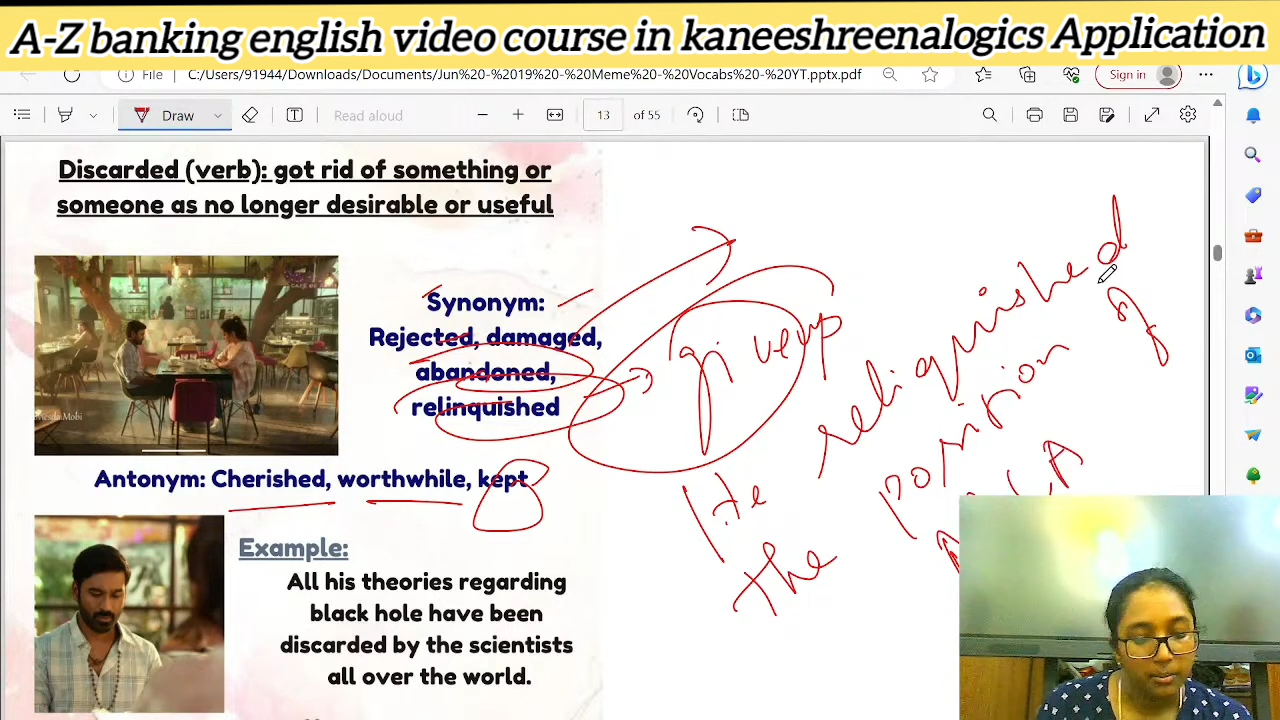 A-Z banking english video course in kaneeshreenalogics Application
File
C:/Users/91944/Downloads/Documents/Jun%20-%2019%20-%20Meme%20-%20Vocabs%20-%20YT.pptx.pdf
Sign in
Draw
Read aloud
13 of 55
Discarded (verb): got rid of something or
someone as no longer desirable or useful
Synonym:
Rejected, damaged,
abandoned,
relinquished
Antonym: Cherished, worthwhile, kept
Example:
All his theories regarding
black hole have been
discarded by the scientists
all over the world.
give up
He reliquished
the position of